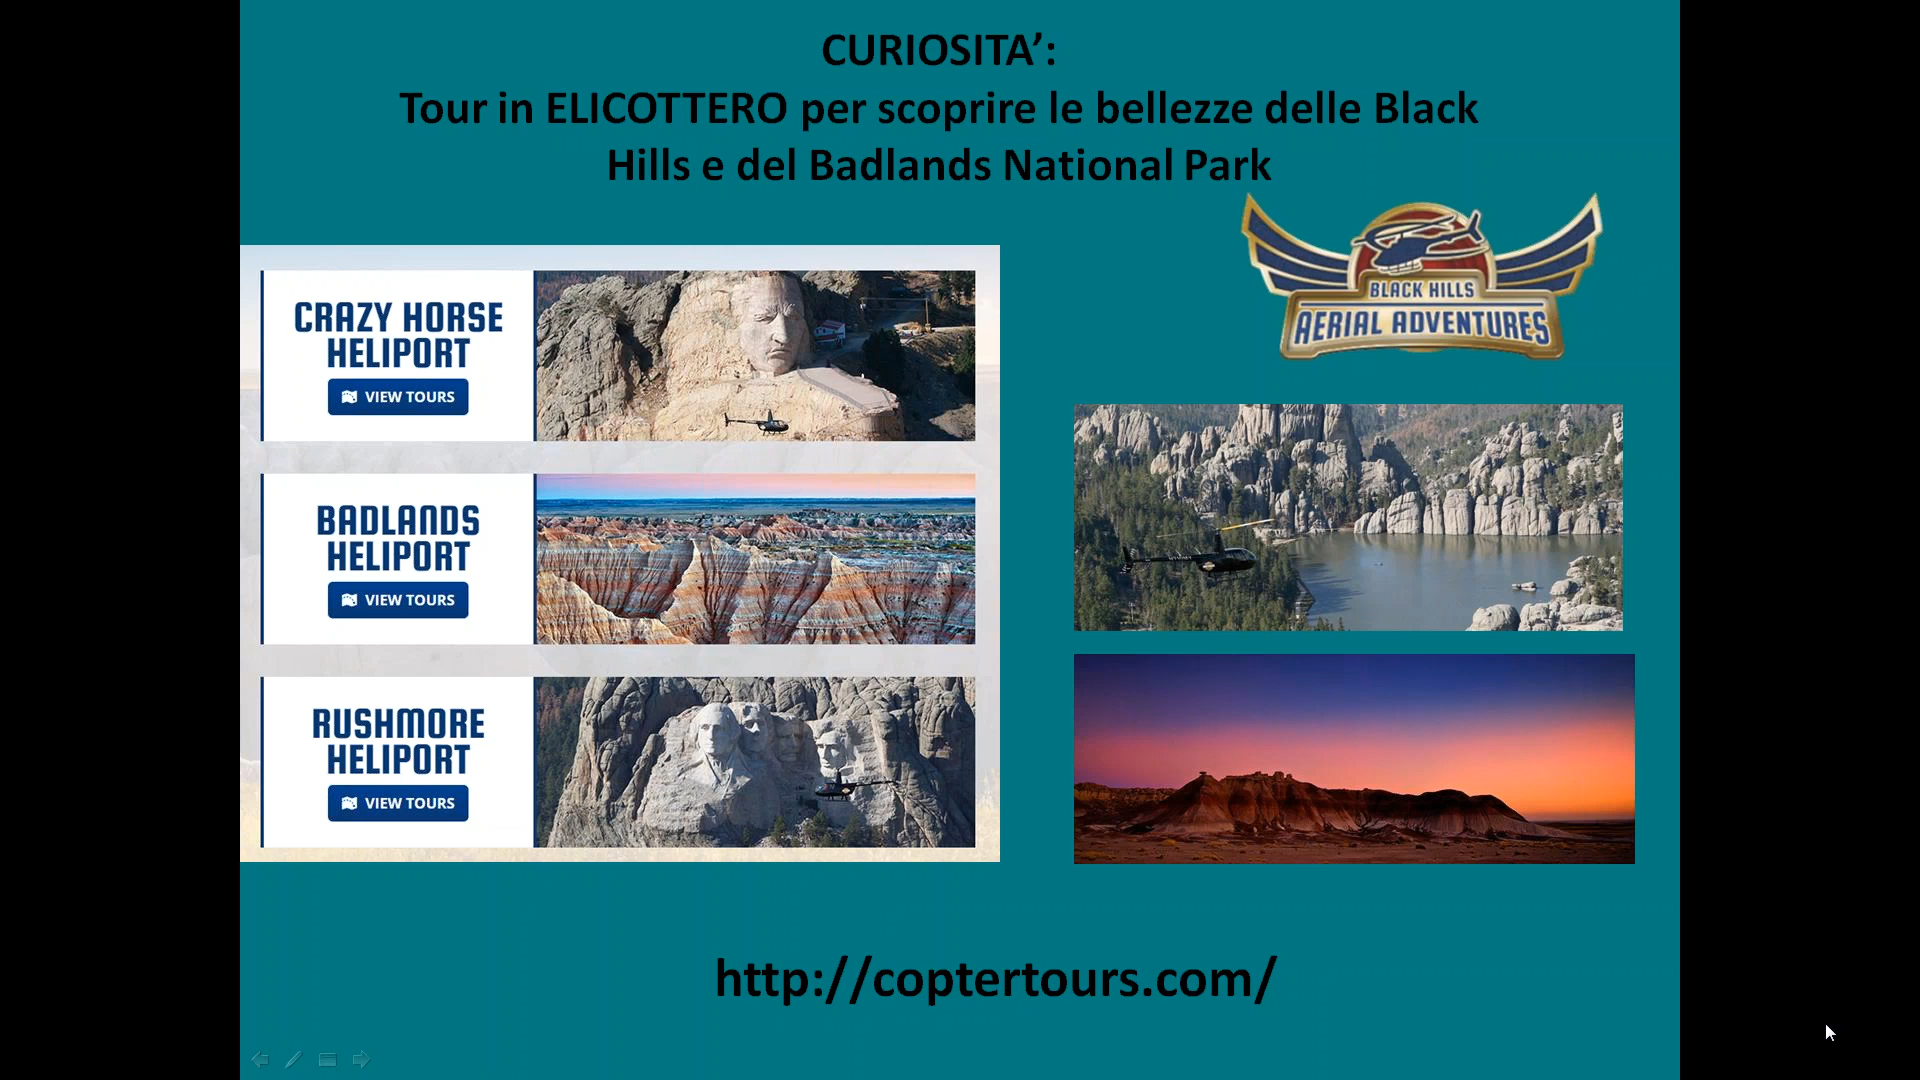 CURIOSITA’:
Tour in ELICOTTERO per scoprire le bellezze delle Black
Hills e del Badlands National Park
BLACK HILLS
AERIAL ADVENTURES
CRAZY HORSE
HELIPORT
VIEW TOURS
BADLANDS
HELIPORT
VIEW TOURS
RUSHMORE
HELIPORT
VIEW TOURS
http://coptertours.com/